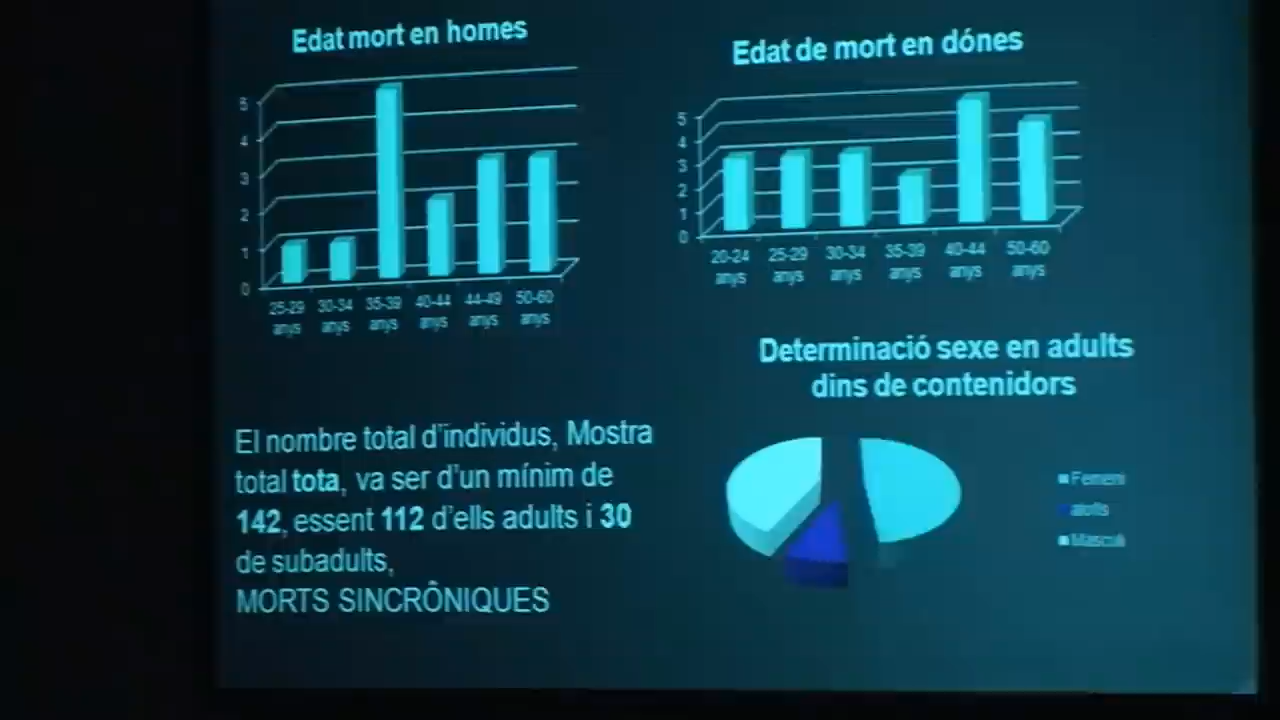 Edat mort en homes
5
4
3
2
1
0
25-29 anys
30-34 anys
35-39 anys
40-44 anys
44-49 anys
50-60 anys
Edat de mort en dónes
5
4
3
2
1
0
20-24 anys
25-29 anys
30-34 anys
35-39 anys
40-44 anys
50-60 anys
Determinació sexe en adults
dins de contenidors
Femení
Masculí
El nombre total d'individus, Mostra
total tota, va ser d'un mínim de
142, essent 112 d'ells adults i 30
de subadults,
MORTS SINCRÔNIQUES